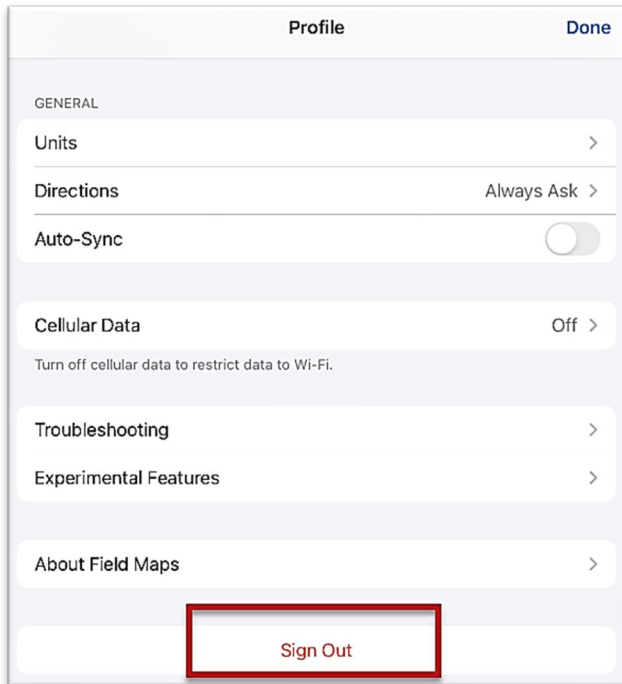 Profile
Done
GENERAL
Units
Directions
Always Ask
Auto-Sync
Cellular Data
Off
Turn off cellular data to restrict data to Wi-Fi.
Troubleshooting
Experimental Features
About Field Maps
Sign Out